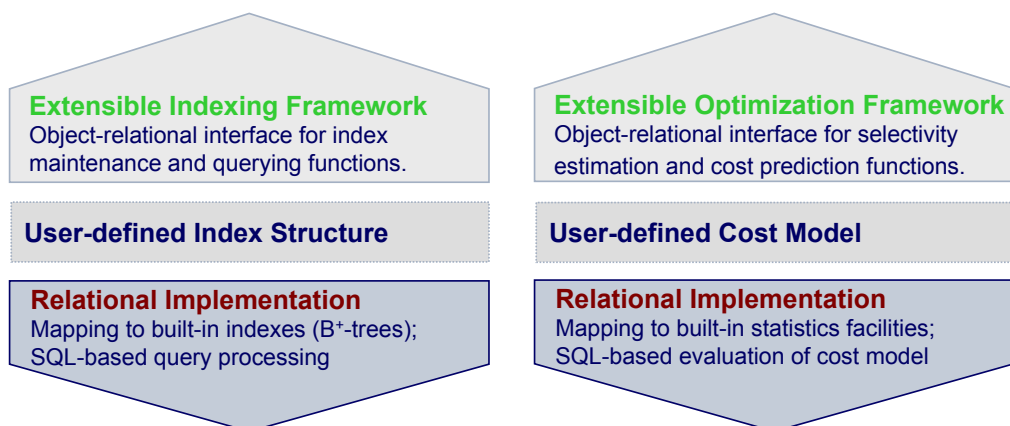 Extensible Indexing Framework
Object-relational interface for index
maintenance and querying functions.
User-defined Index Structure
Relational Implementation
Mapping to built-in indexes (B⁺-trees);
SQL-based query processing
Extensible Optimization Framework
Object-relational interface for selectivity
estimation and cost prediction functions.
User-defined Cost Model
Relational Implementation
Mapping to built-in statistics facilities;
SQL-based evaluation of cost model